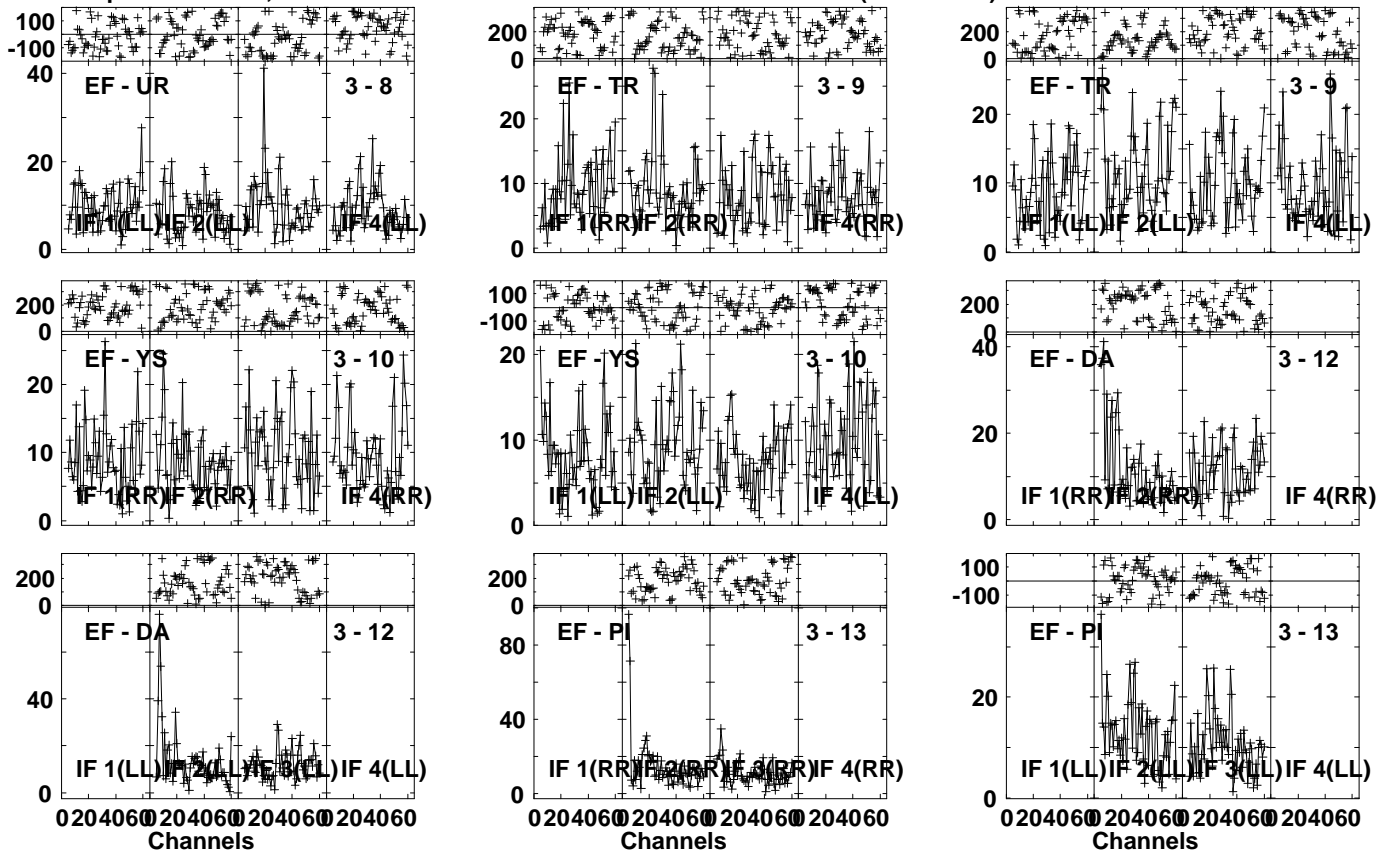 100
-100
40
20
0
EF - UR
3 - 8
IF 1(LL)
IF 2(LL)
IF 4(LL)
200
0
20
10
0
EF - TR
3 - 9
IF 1(RR)
IF 2(RR)
IF 4(RR)
200
0
20
10
0
EF - TR
3 - 9
IF 1(LL)
IF 2(LL)
IF 4(LL)
200
0
20
10
0
EF - YS
3 - 10
IF 1(RR)
IF 2(RR)
IF 4(RR)
100
-100
20
10
0
EF - YS
3 - 10
IF 1(LL)
IF 2(LL)
IF 4(LL)
200
0
40
20
0
EF - DA
3 - 12
IF 1(RR)
IF 2(RR)
IF 4(RR)
200
0
40
0
EF - DA
3 - 12
IF 1(LL)
IF 2(LL)
IF 3(LL)
IF 4(LL)
0 20 40 60 0 20 40 60 0 20 40 60 0 20 40 60
Channels
200
0
80
40
0
EF - PI
3 - 13
IF 1(RR)
IF 2(RR)
IF 3(RR)
IF 4(RR)
0 20 40 60 0 20 40 60 0 20 40 60 0 20 40 60
Channels
100
-100
20
0
EF - PI
3 - 13
IF 1(LL)
IF 2(LL)
IF 3(LL)
IF 4(LL)
0 20 40 60 0 20 40 60 0 20 40 60 0 20 40 60
Channels